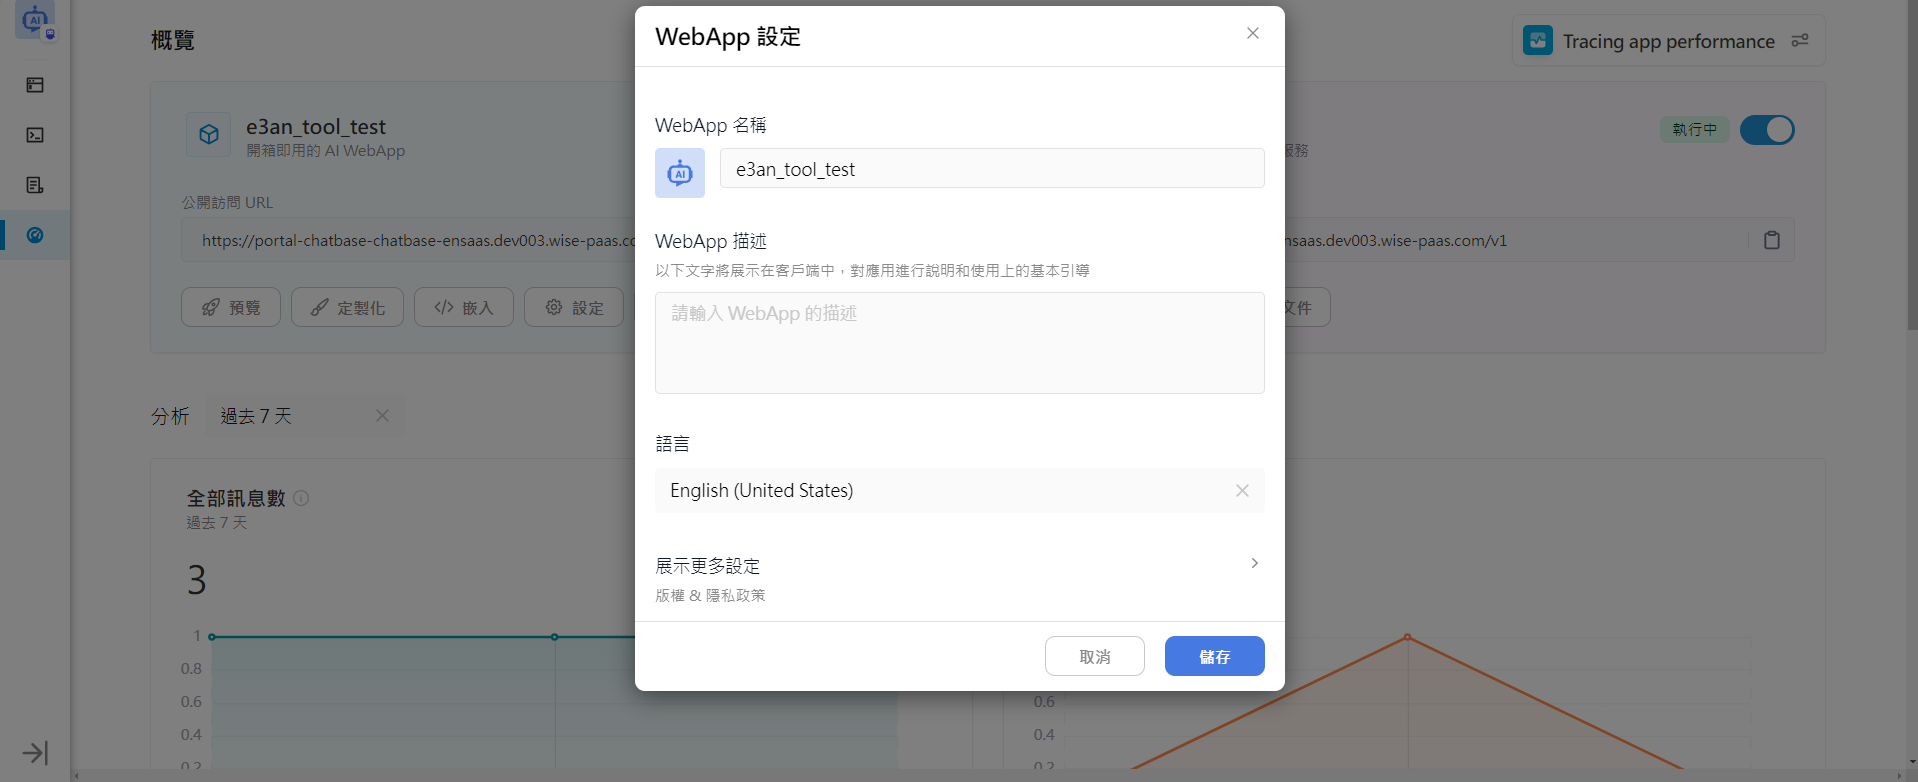 AI
概覽
Tracing app performance
e3an_tool_test
開箱即用的 AI WebApp
執行中
服務
公開訪問 URL
https://portal-chatbase-chatbase-ensaas.dev003.wise-paas.co
nsaas.dev003.wise-paas.com/v1
預覽
定製化
嵌入
設定
文件
分析
過去 7 天
全部訊息數
過去 7 天
3
1
0.8
0.6
0.4
0.2
0.6
0.4
0.2
WebApp 設定
WebApp 名稱
AI
e3an_tool_test
WebApp 描述
以下文字將展示在客戶端中，對應用進行說明和使用上的基本引導
請輸入 WebApp 的描述
語言
English (United States)
展示更多設定
版權 & 隱私政策
取消
儲存